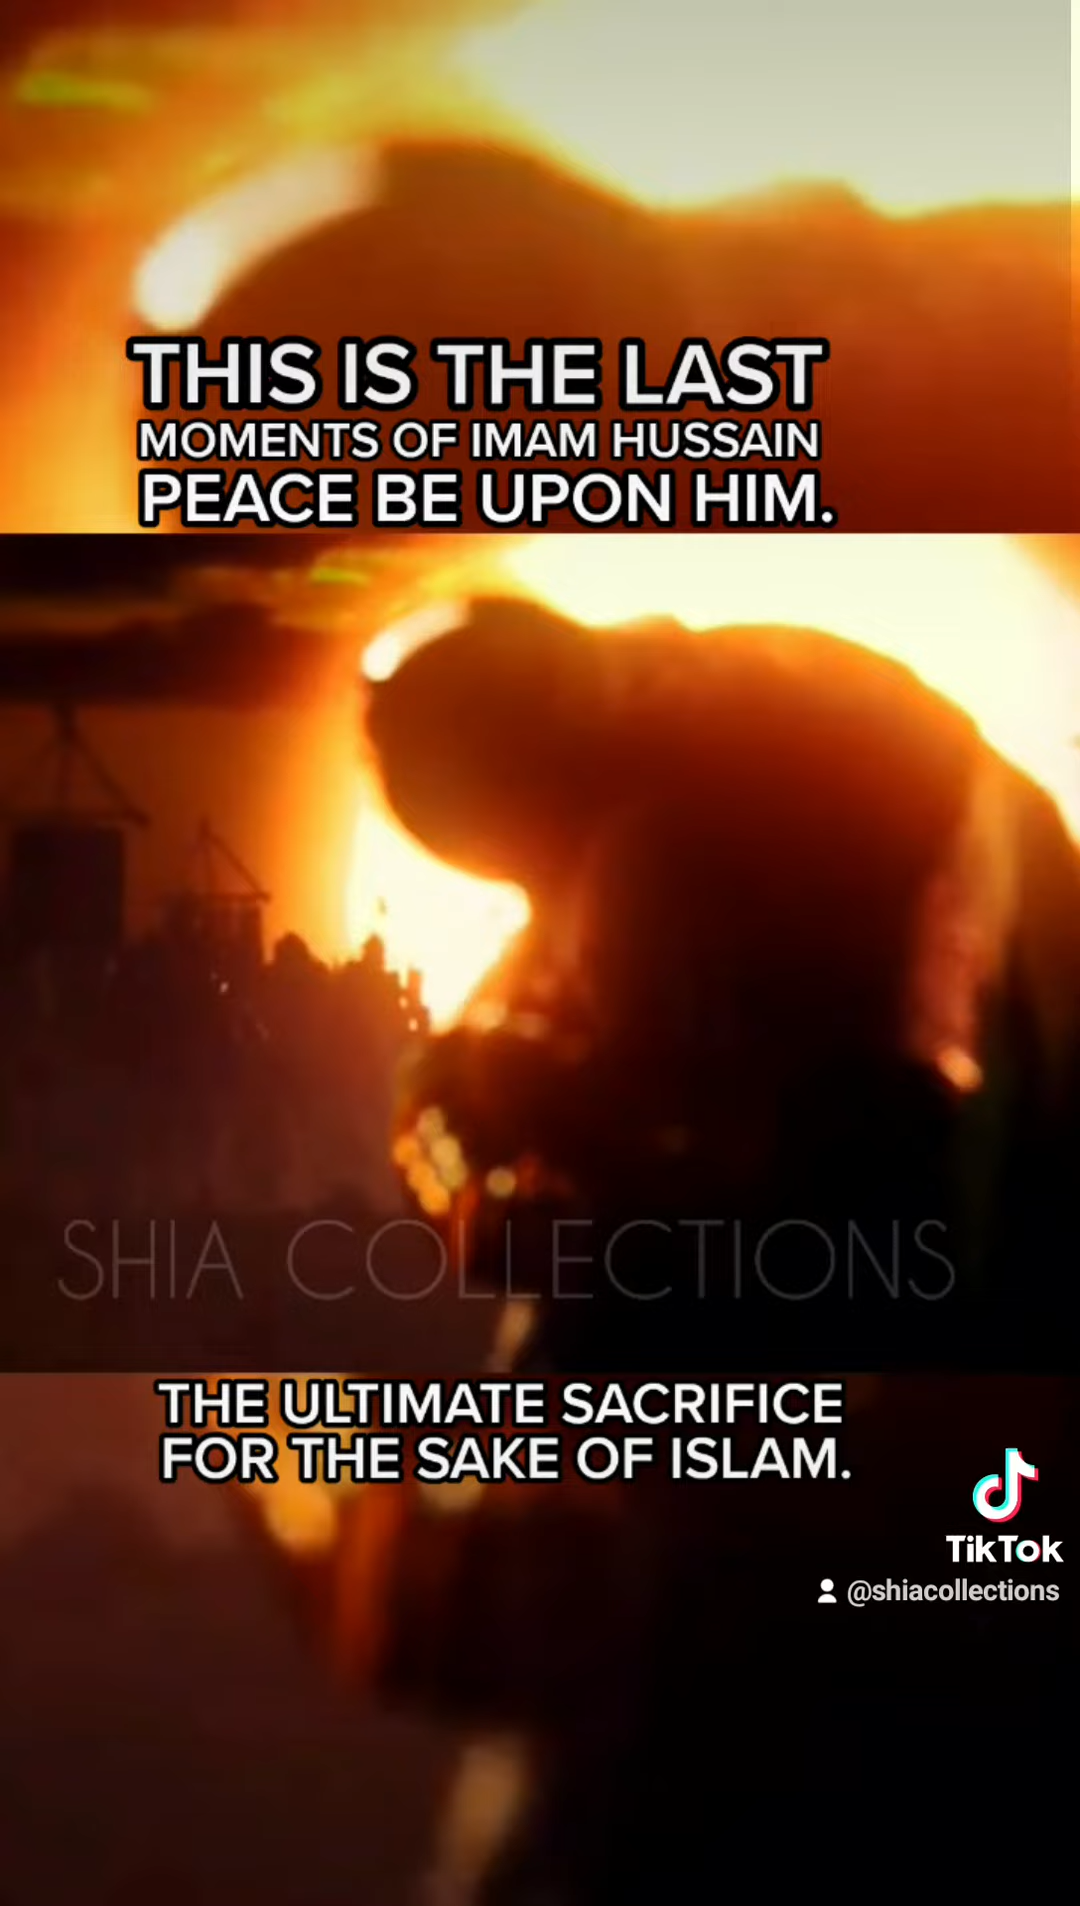 THIS IS THE LAST
MOMENTS OF IMAM HUSSAIN
PEACE BE UPON HIM.
SHIA COLLECTIONS
THE ULTIMATE SACRIFICE
FOR THE SAKE OF ISLAM.
TikTok
@shiacollections